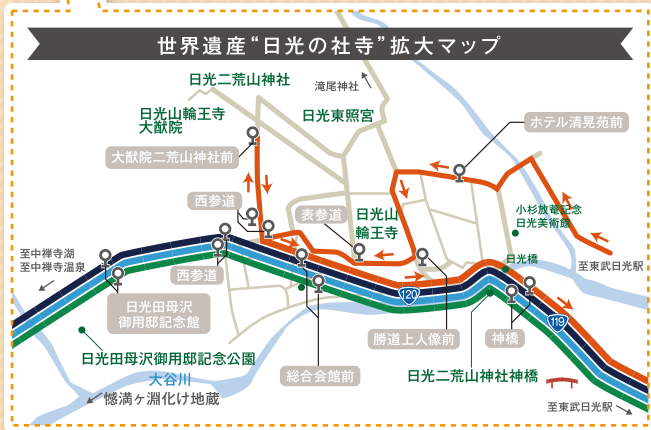 世界遺産“日光の社寺”拡大マップ
日光二荒山神社
滝尾神社
日光山輪王寺
大猷院
日光東照宮
ホテル清晃苑前
大猷院二荒山神社前
西参道
表参道
日光山
輪王寺
小杉放菴記念
日光美術館
至中禅寺湖
至中禅寺温泉
西参道
日光橋
至東武日光駅
日光田母沢
御用邸記念館
120
119
勝道上人像前
神橋
日光田母沢御用邸記念公園
総合会館前
日光二荒山神社神橋
大谷川
憾満ヶ淵化け地蔵
至東武日光駅